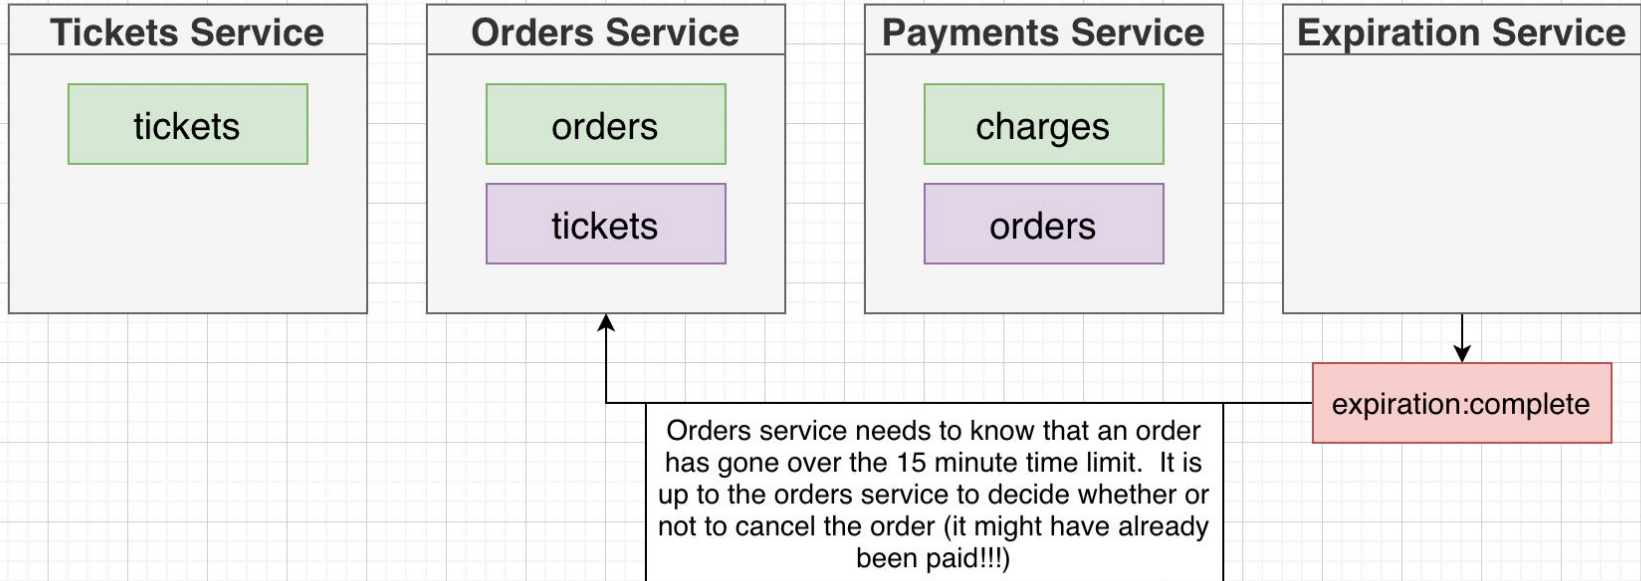 Tickets Service
Orders Service
Payments Service
Expiration Service
tickets
orders
charges
tickets
orders
expiration:complete
Orders service needs to know that an order
has gone over the 15 minute time limit.  It is
up to the orders service to decide whether or
not to cancel the order (it might have already
been paid!!!)